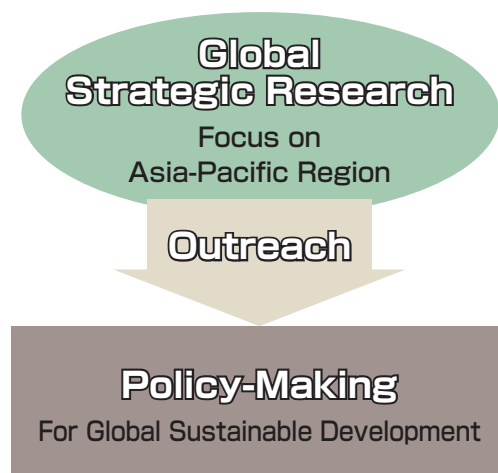 Global
Strategic Research
Focus on
Asia-Pacific Region
Outreach
Policy-Making
For Global Sustainable Development